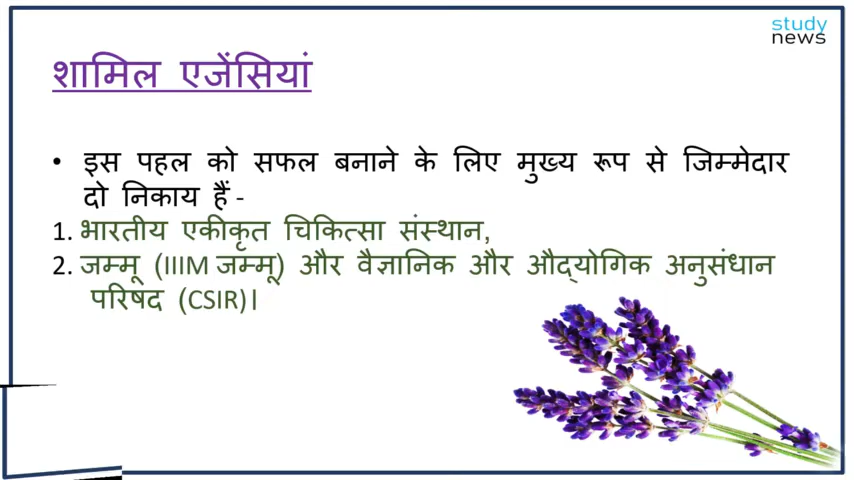 study
news
शामिल एजेंसियां
• इस पहल को सफल बनाने के लिए मुख्य रूप से जिम्मेदार
दो निकाय हैं -
1. भारतीय एकीकृत चिकित्सा संस्थान,
2. जम्मू (IIIM जम्मू) और वैज्ञानिक और औद्योगिक अनुसंधान
परिषद (CSIR)।